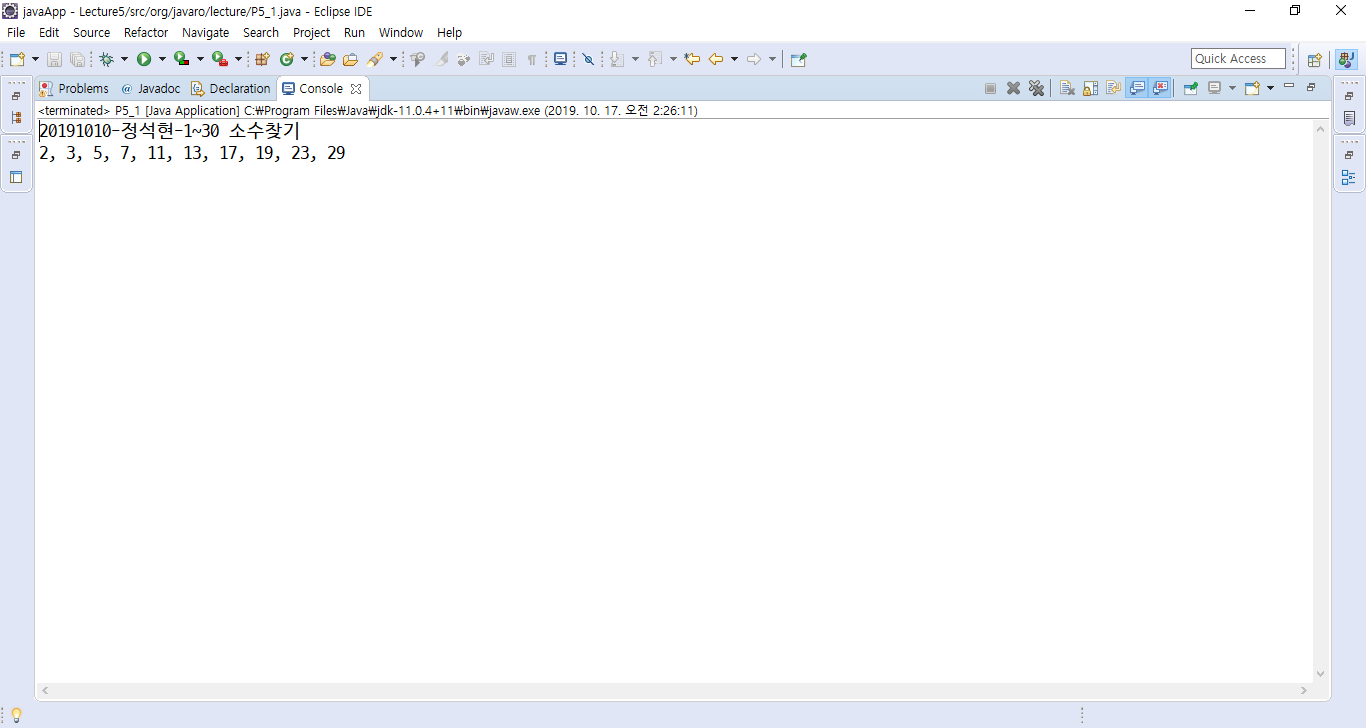 javaApp - Lecture5/src/org/javaro/lecture/P5_1.java - Eclipse IDE
File Edit Source Refactor Navigate Search Project Run Window Help
Quick Access
Problems @ Javadoc Declaration Console
<terminated> P5_1 [Java Application] C:₩Program Files₩Java₩jdk-11.0.4+11₩bin₩javaw.exe (2019. 10. 17. 오전 2:26:11)
20191010-정석현-1~30 소수찾기
2, 3, 5, 7, 11, 13, 17, 19, 23, 29